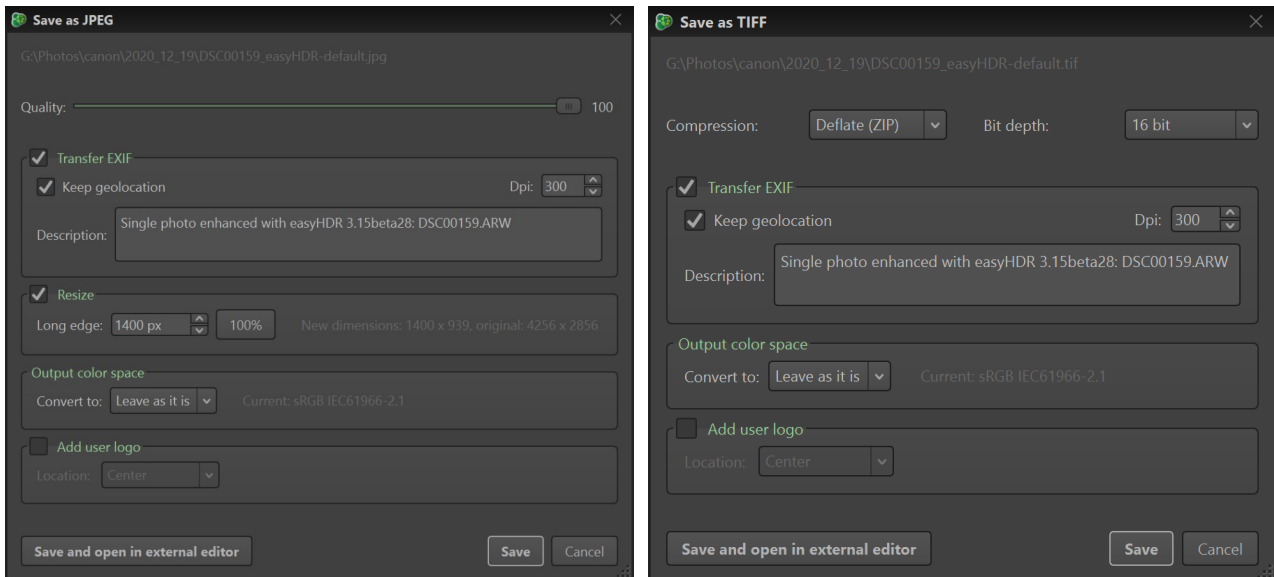 Save as JPEG
G:\Photos\canon\2020_12_19\DSC00159_easyHDR-default.jpg
Quality: 100
Transfer EXIF
Keep geolocation Dpi: 300
Description: Single photo enhanced with easyHDR 3.15beta28: DSC00159.ARW
Resize
Long edge: 1400 px 100% New dimensions: 1400 x 939, original: 4256 x 2856
Output color space
Convert to: Leave as it is Current: sRGB IEC61966-2.1
Add user logo
Location: Center
Save and open in external editor Save Cancel
Save as TIFF
G:\Photos\canon\2020_12_19\DSC00159_easyHDR-default.tif
Compression: Deflate (ZIP) Bit depth: 16 bit
Transfer EXIF
Keep geolocation Dpi: 300
Description: Single photo enhanced with easyHDR 3.15beta28: DSC00159.ARW
Output color space
Convert to: Leave as it is Current: sRGB IEC61966-2.1
Add user logo
Location: Center
Save and open in external editor Save Cancel